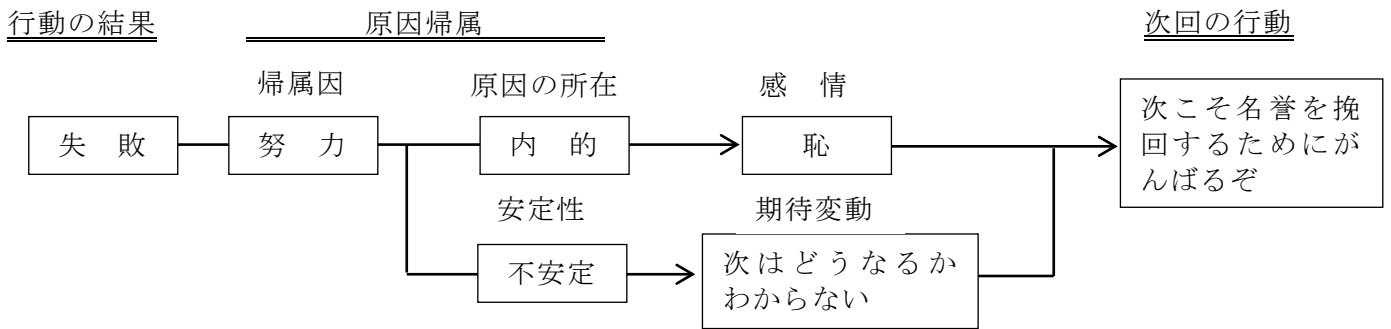 行動の結果
原因帰属
次回の行動
帰属因
原因の所在
感 情
失 敗
努 力
内 的
恥
次こそ名誉を挽
回するためにが
んばるぞ
安定性
期待変動
不安定
次はどうなるか
わからない